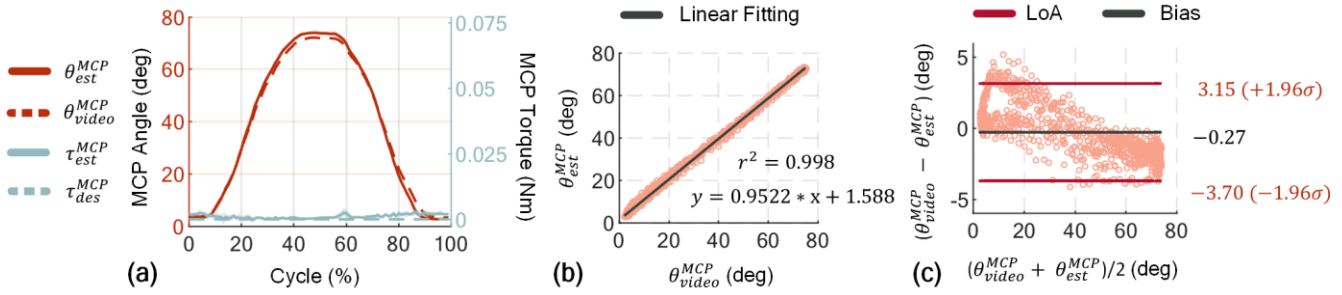 θ_est^MCP
θ_video^MCP
τ_est^MCP
τ_des^MCP
MCP Angle (deg)
80
60
40
20
0
0.075
0.05
0.025
0
MCP Torque (Nm)
0 20 40 60 80 100
Cycle (%)
(a)
Linear Fitting
θ_est^MCP (deg)
80
60
40
20
0
r² = 0.998
y = 0.9522 * x + 1.588
0 20 40 60 80
θ_video^MCP (deg)
(b)
LoA Bias
(θ_video^MCP − θ_est^MCP) (deg)
5
0
-5
3.15 (+1.96σ)
−0.27
−3.70 (−1.96σ)
0 20 40 60 80
(θ_video^MCP + θ_est^MCP)/2 (deg)
(c)